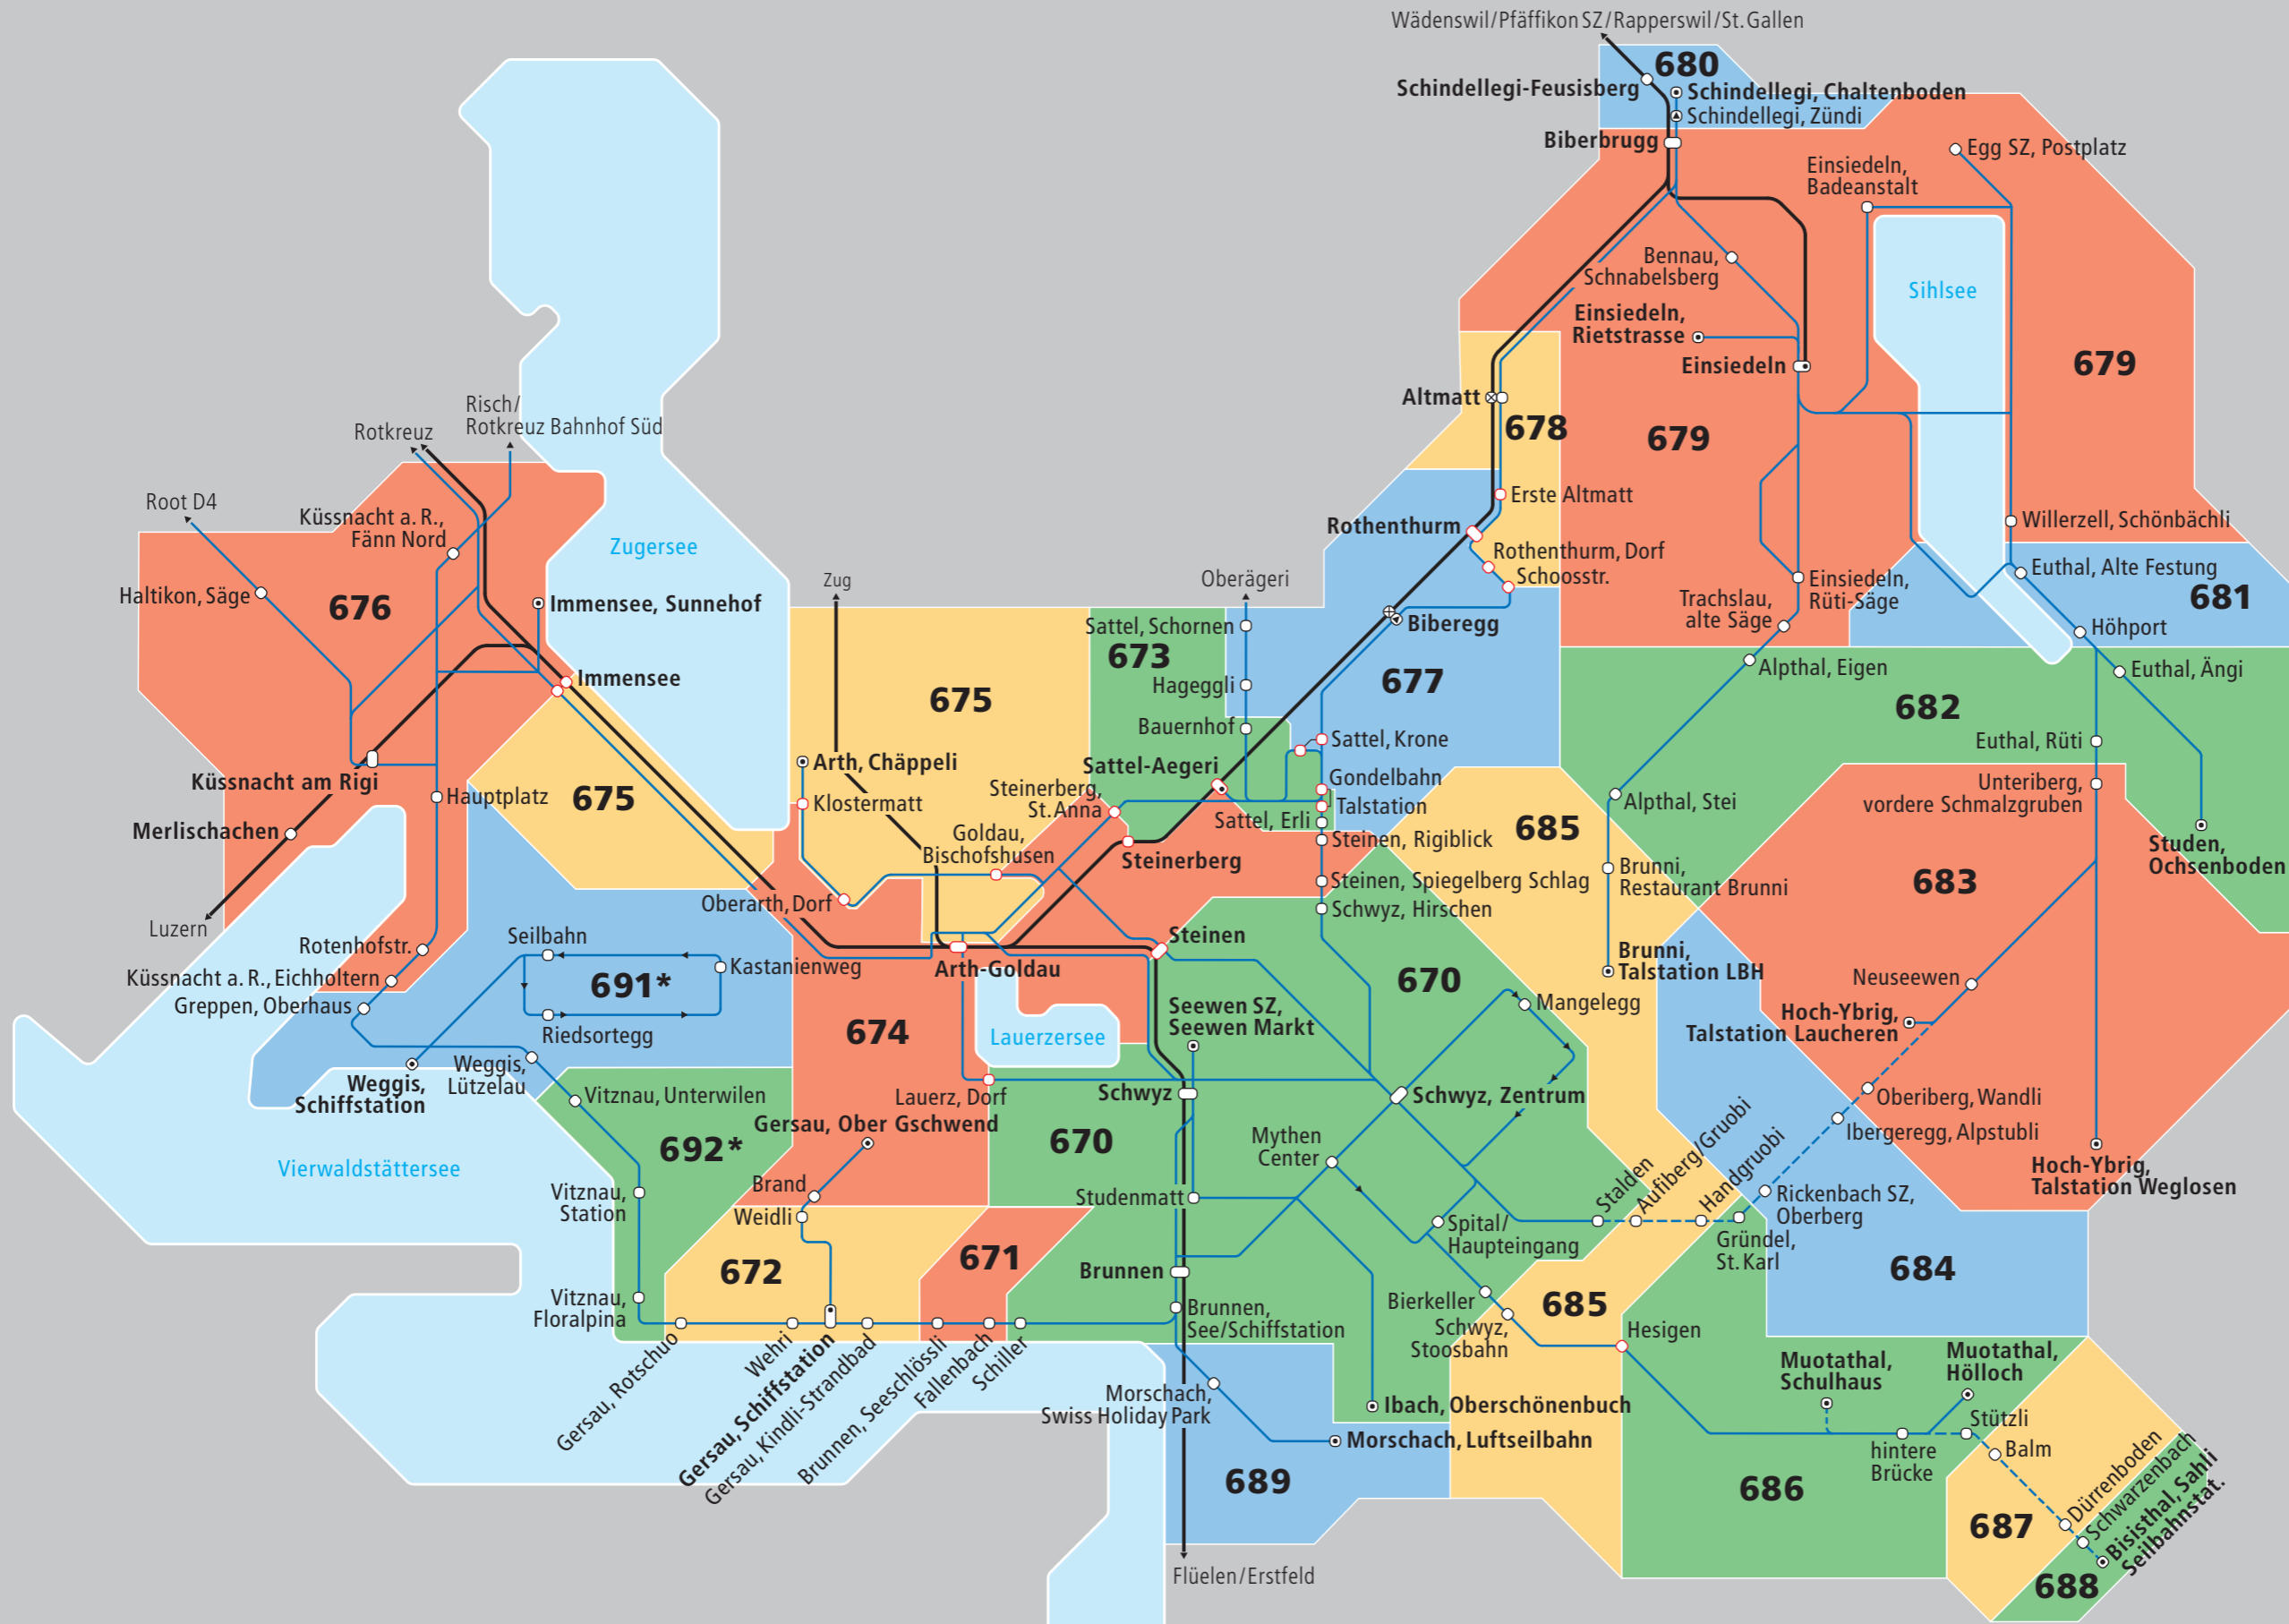 Wädenswil/Pfäffikon SZ/Rapperswil/St. Gallen
680
Schindellegi-Feusisberg
Schindellegi, Chaltenboden
Schindellegi, Zündi
Biberbrugg
Egg SZ, Postplatz
Einsiedeln,
Badeanstalt
Bennau,
Schnabelsberg
Sihlsee
Einsiedeln,
Rietstrasse
Einsiedeln
679
Altmatt
678
679
Risch/
Rotkreuz Bahnhof Süd
Rotkreuz
Root D4
Küssnacht a. R.,
Fänn Nord
Zugersee
Erste Altmatt
Rothenthurm
Rothenthurm, Dorf
Schoosstr.
Willerzell, Schönbächli
Euthal, Alte Festung
681
Haltikon, Säge
676
Immensee, Sunnehof
Zug
Oberägeri
Einsiedeln,
Rüti-Säge
Trachslau,
alte Säge
Höhport
Sattel, Schornen
Biberegg
673
Hageggli
677
Alpthal, Eigen
Euthal, Ängi
Immensee
675
682
Bauernhof
Sattel, Krone
Euthal, Rüti
Küssnacht am Rigi
Hauptplatz
675
Arth, Chäppeli
Klostermatt
Sattel-Aegeri
Steinerberg,
St. Anna
Gondelbahn
Talstation
Sattel, Erli
Unteriberg,
vordere Schmalzgruben
Alpthal, Stei
Merlischachen
Goldau,
Bischofshusen
Steinerberg
Steinen, Rigiblick
685
Studen,
Ochsenboden
Steinen, Spiegelberg Schlag
Brunni,
Restaurant Brunni
683
Luzern
Oberarth, Dorf
Schwyz, Hirschen
Rotenhofstr.
Seilbahn
Steinen
Kastanienweg
Arth-Goldau
Brunni,
Talstation LBH
Küssnacht a. R., Eichholtern
691*
670
Neuseewen
Greppen, Oberhaus
Riedsortegg
674
Lauerzersee
Seewen SZ,
Seewen Markt
Mangelegg
Hoch-Ybrig,
Talstation Laucheren
Weggis,
Lützelau
Weggis,
Schiffstation
Vitznau, Unterwilen
Lauerz, Dorf
Schwyz
Schwyz, Zentrum
Oberiberg, Wandli
Gersau, Ober Gschwend
Ibergeregg, Alpstubli
692*
670
Mythen
Center
Vierwaldstättersee
Hoch-Ybrig,
Talstation Weglosen
Brand
Vitznau,
Station
Weidli
Studenmatt
Stalden
Aufiberg/Gruobi
Handgruobi
Rickenbach SZ,
Oberberg
Spital/
Haupteingang
Gründel,
St. Karl
672
671
Brunnen
684
Vitznau,
Floralpina
Brunnen,
See/Schiffstation
Bierkeller
685
Schwyz,
Stoosbahn
Hesigen
Gersau, Rotschuo
Wehri
Gersau, Schiffstation
Gersau, Kindli-Strandbad
Brunnen, Seeschlössli
Fallenbach
Schiller
Muotathal,
Schulhaus
Muotathal,
Hölloch
Morschach,
Swiss Holiday Park
Ibach, Oberschönenbuch
Morschach, Luftseilbahn
Stützli
hintere
Brücke
Balm
689
686
687
Dürrenboden
Schwarzenbach
Bisisthal, Sahli
Seilbahnstat.
688
Flüelen/Erstfeld